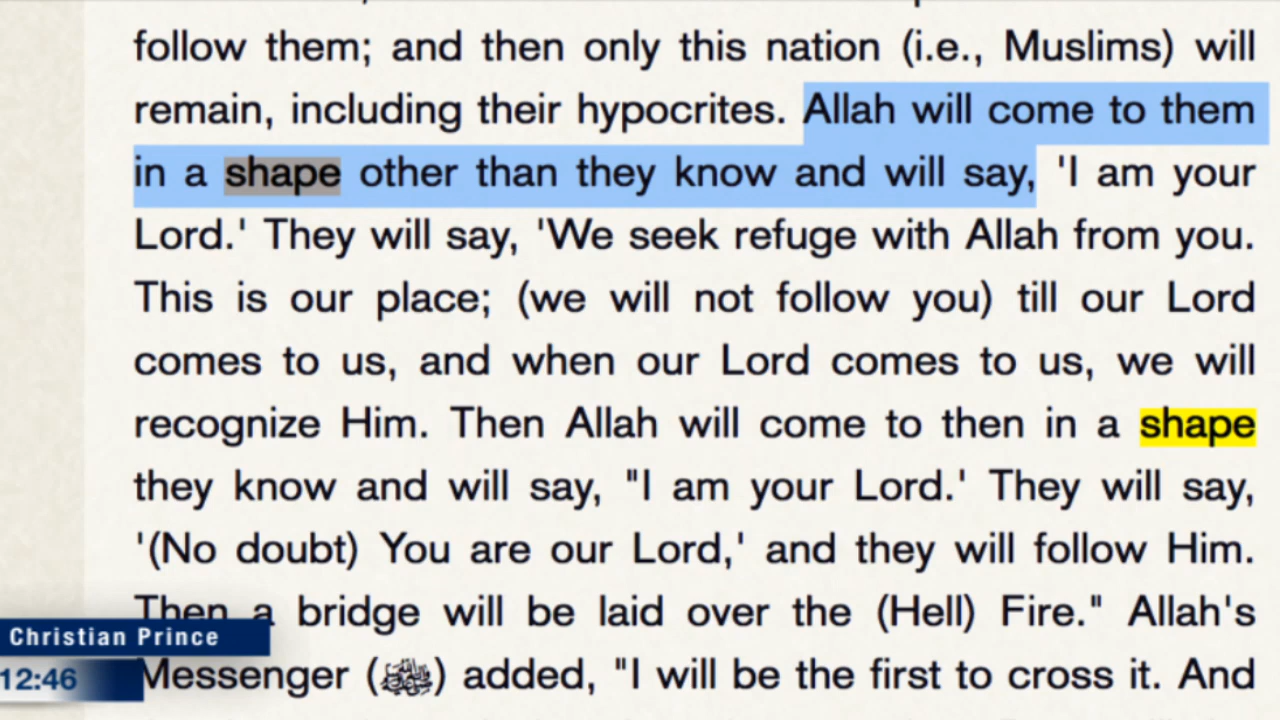 follow them; and then only this nation (i.e., Muslims) will
remain, including their hypocrites. Allah will come to them
in a shape other than they know and will say, 'I am your
Lord.' They will say, 'We seek refuge with Allah from you.
This is our place; (we will not follow you) till our Lord
comes to us, and when our Lord comes to us, we will
recognize Him. Then Allah will come to then in a shape
they know and will say, "I am your Lord.' They will say,
'(No doubt) You are our Lord,' and they will follow Him.
Then a bridge will be laid over the (Hell) Fire." Allah's
Messenger (ﷺ) added, "I will be the first to cross it. And
Christian Prince
12:46